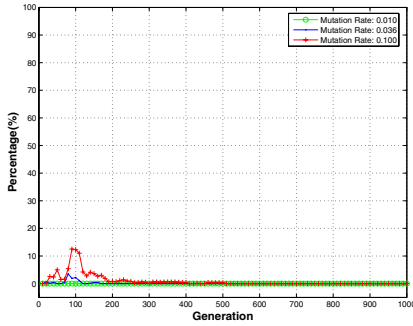 100
90
80
70
60
50
40
30
20
10
0
Percentage(%)
Mutation Rate: 0.010
Mutation Rate: 0.036
Mutation Rate: 0.100
0 100 200 300 400 500 600 700 800 900 1000
Generation